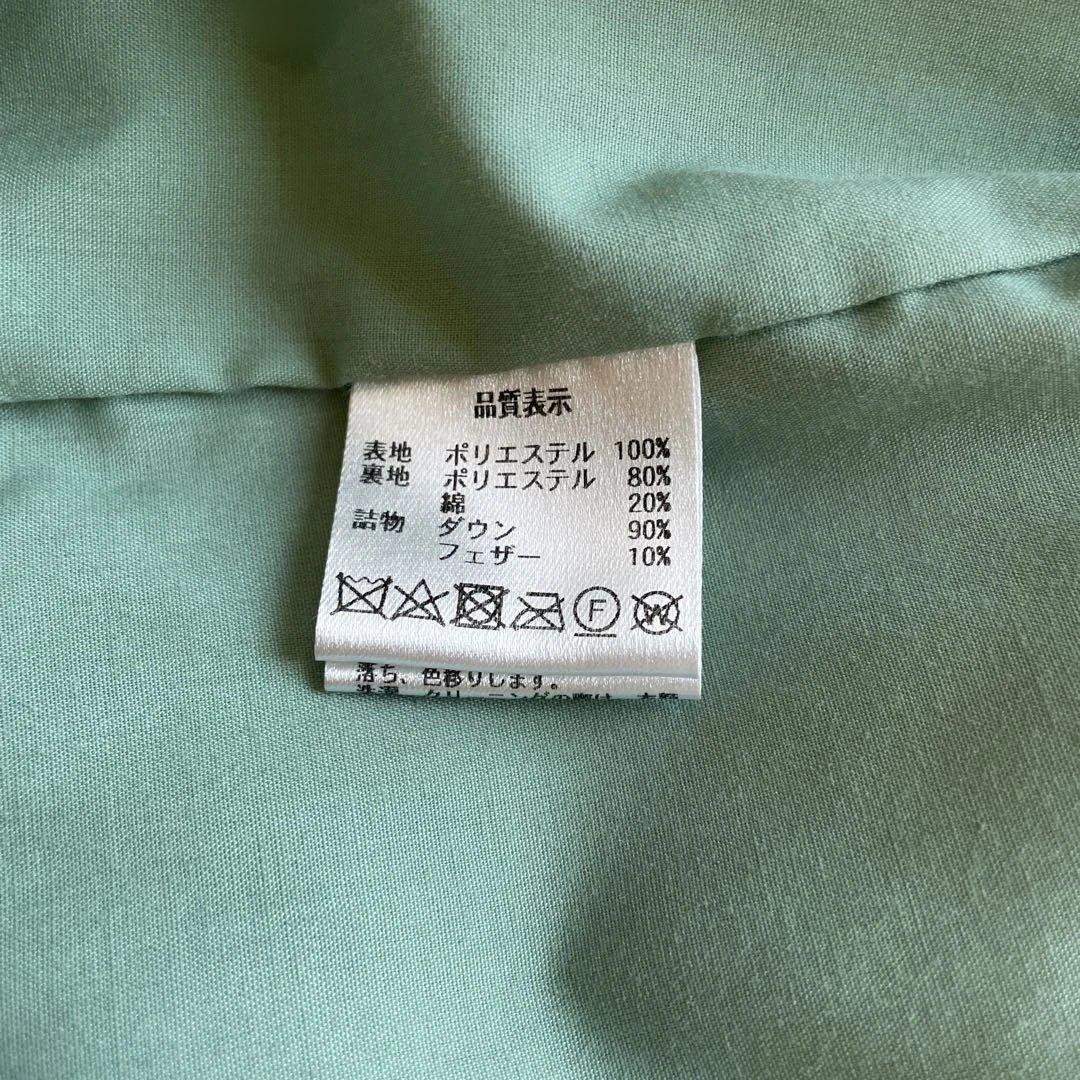 品質表示
表地 ポリエステル 100%
裏地 ポリエステル 80%
綿 20%
詰物 ダウン 90%
フェザー 10%
F W
落ち、色移りします。